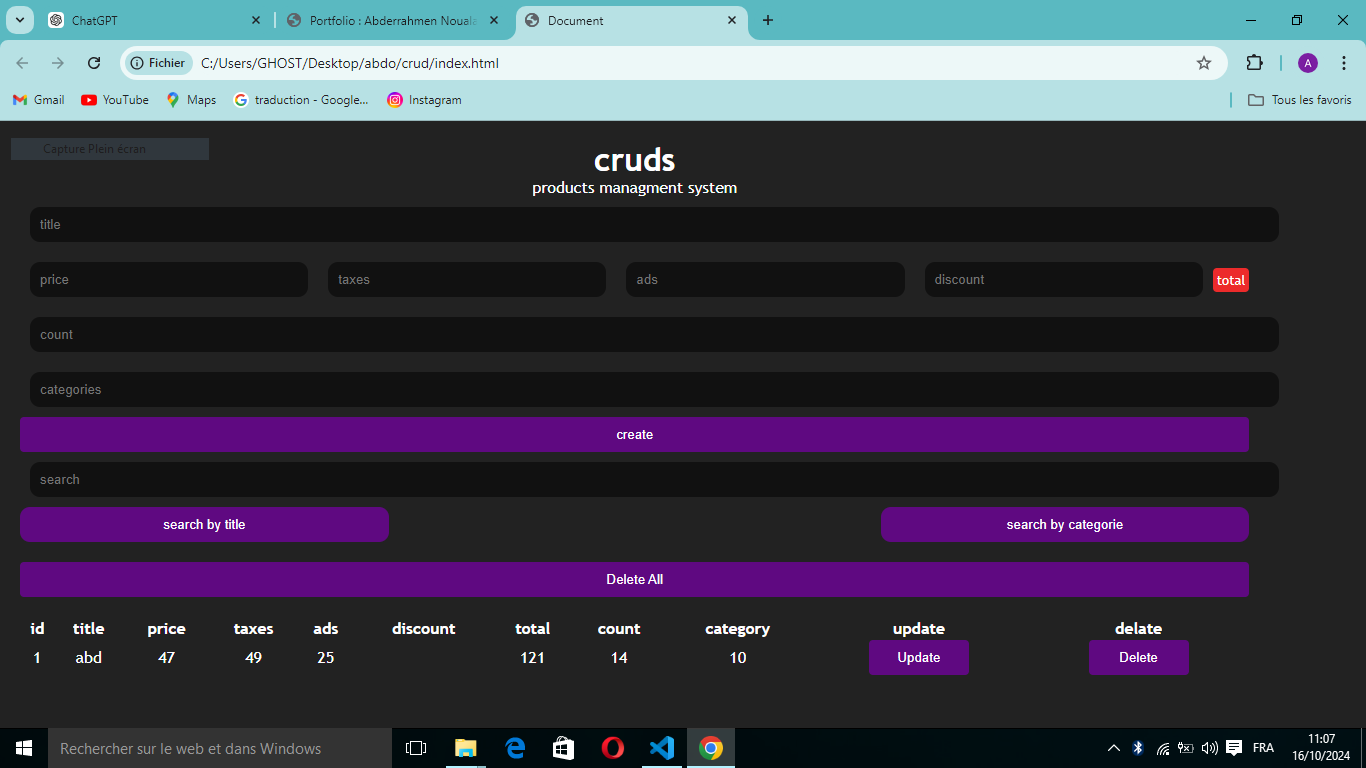 ChatGPT
Portfolio : Abderrahmen Nouala
Document
Fichier
C:/Users/GHOST/Desktop/abdo/crud/index.html
A
Gmail
YouTube
Maps
traduction - Google...
Instagram
Tous les favoris
Capture Plein écran
cruds
products managment system
title
price
taxes
ads
discount
total
count
categories
create
search
search by title
search by categorie
Delete All
id title price taxes ads discount total count category update delate
1 abd 47 49 25 121 14 10 Update Delete
Rechercher sur le web et dans Windows
FRA
11:07
16/10/2024